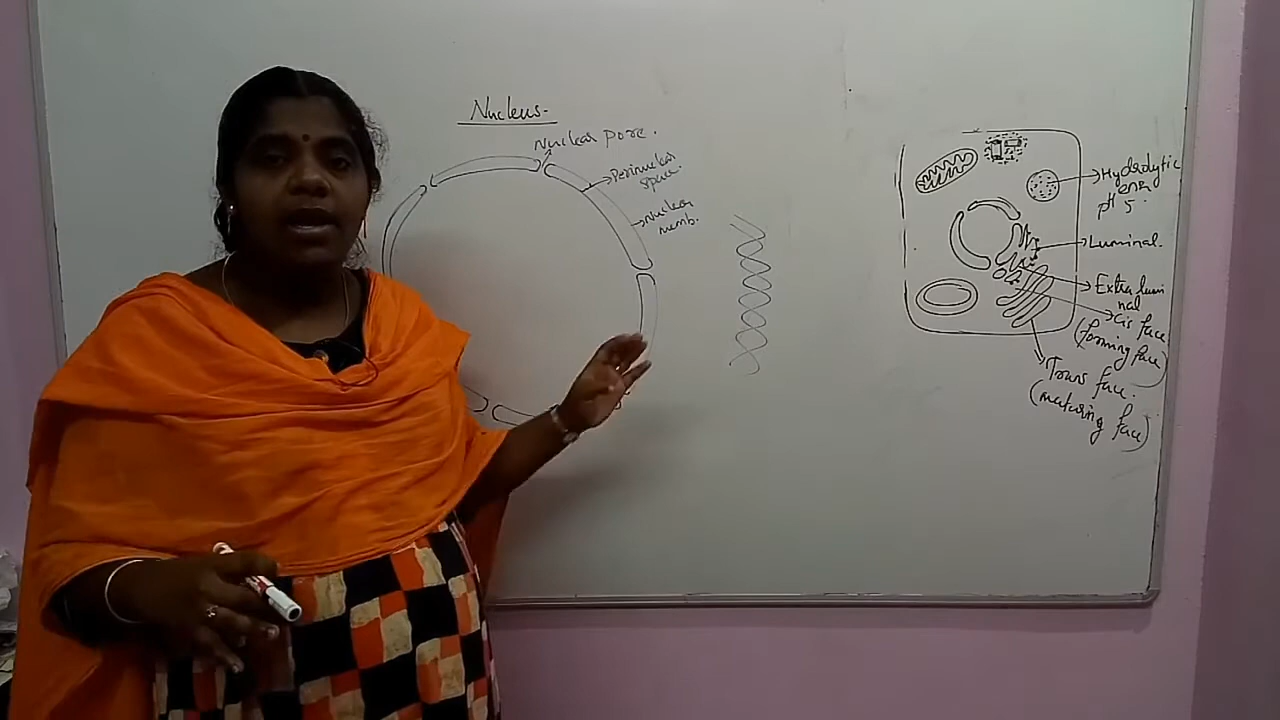 Nucleus-
Nuclear pore.
Perinuclear
space.
Nuclear
memb.
Hydrolytic
pH 5
Luminal.
Extra lumi
nal
Cis face
(forming face)
Trans face.
(maturing
face)